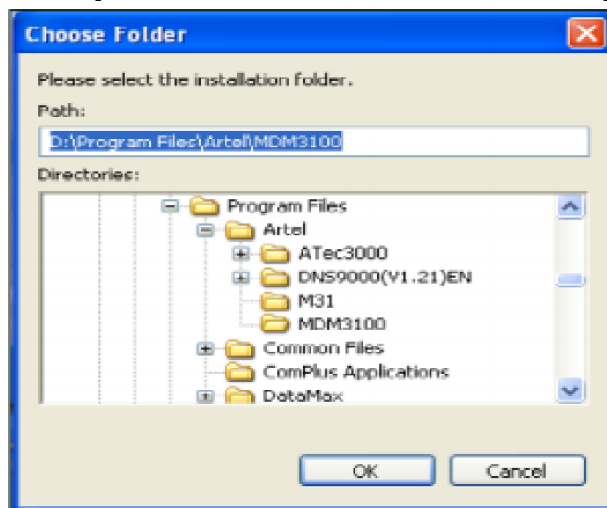 Choose Folder
Please select the installation folder.
Path:
D:\Program Files\Artel\MDM3100
Directories:
Program Files
Artel
ATec3000
DNS9000(V1.21)EN
M31
MDM3100
Common Files
ComPlus Applications
DataMax
OK Cancel